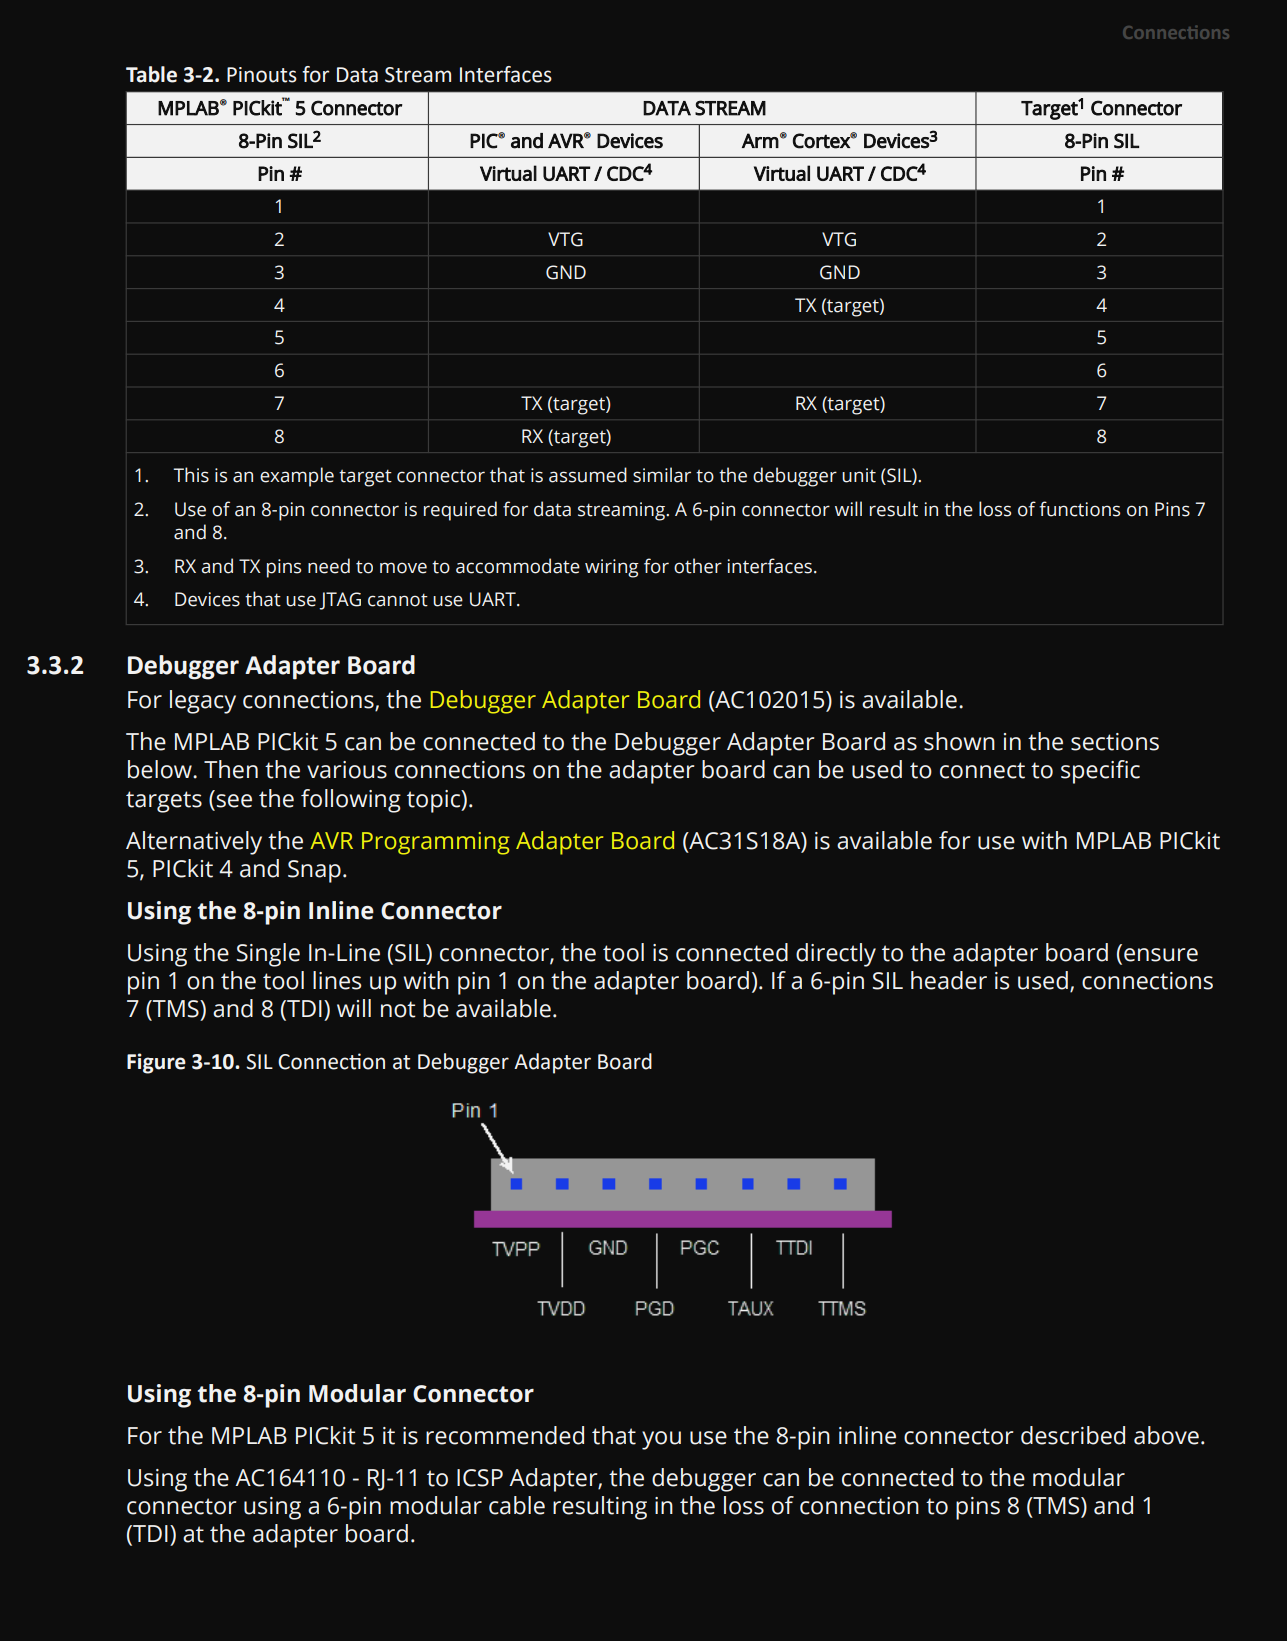 Connections
Table 3-2. Pinouts for Data Stream Interfaces
MPLAB® PICkit™ 5 Connector DATA STREAM Target¹ Connector
8-Pin SIL² PIC® and AVR® Devices Arm® Cortex® Devices³ 8-Pin SIL
Pin # Virtual UART / CDC⁴ Virtual UART / CDC⁴ Pin #
1 1
2 VTG VTG 2
3 GND GND 3
4 TX (target) 4
5 5
6 6
7 TX (target) RX (target) 7
8 RX (target) 8
1. This is an example target connector that is assumed similar to the debugger unit (SIL).
2. Use of an 8-pin connector is required for data streaming. A 6-pin connector will result in the loss of functions on Pins 7
and 8.
3. RX and TX pins need to move to accommodate wiring for other interfaces.
4. Devices that use JTAG cannot use UART.
3.3.2 Debugger Adapter Board
For legacy connections, the Debugger Adapter Board (AC102015) is available.
The MPLAB PICkit 5 can be connected to the Debugger Adapter Board as shown in the sections
below. Then the various connections on the adapter board can be used to connect to specific
targets (see the following topic).
Alternatively the AVR Programming Adapter Board (AC31S18A) is available for use with MPLAB PICkit
5, PICkit 4 and Snap.
Using the 8-pin Inline Connector
Using the Single In-Line (SIL) connector, the tool is connected directly to the adapter board (ensure
pin 1 on the tool lines up with pin 1 on the adapter board). If a 6-pin SIL header is used, connections
7 (TMS) and 8 (TDI) will not be available.
Figure 3-10. SIL Connection at Debugger Adapter Board
Pin 1
TVPP GND PGC TTDI
TVDD PGD TAUX TTMS
Using the 8-pin Modular Connector
For the MPLAB PICkit 5 it is recommended that you use the 8-pin inline connector described above.
Using the AC164110 - RJ-11 to ICSP Adapter, the debugger can be connected to the modular
connector using a 6-pin modular cable resulting in the loss of connection to pins 8 (TMS) and 1
(TDI) at the adapter board.